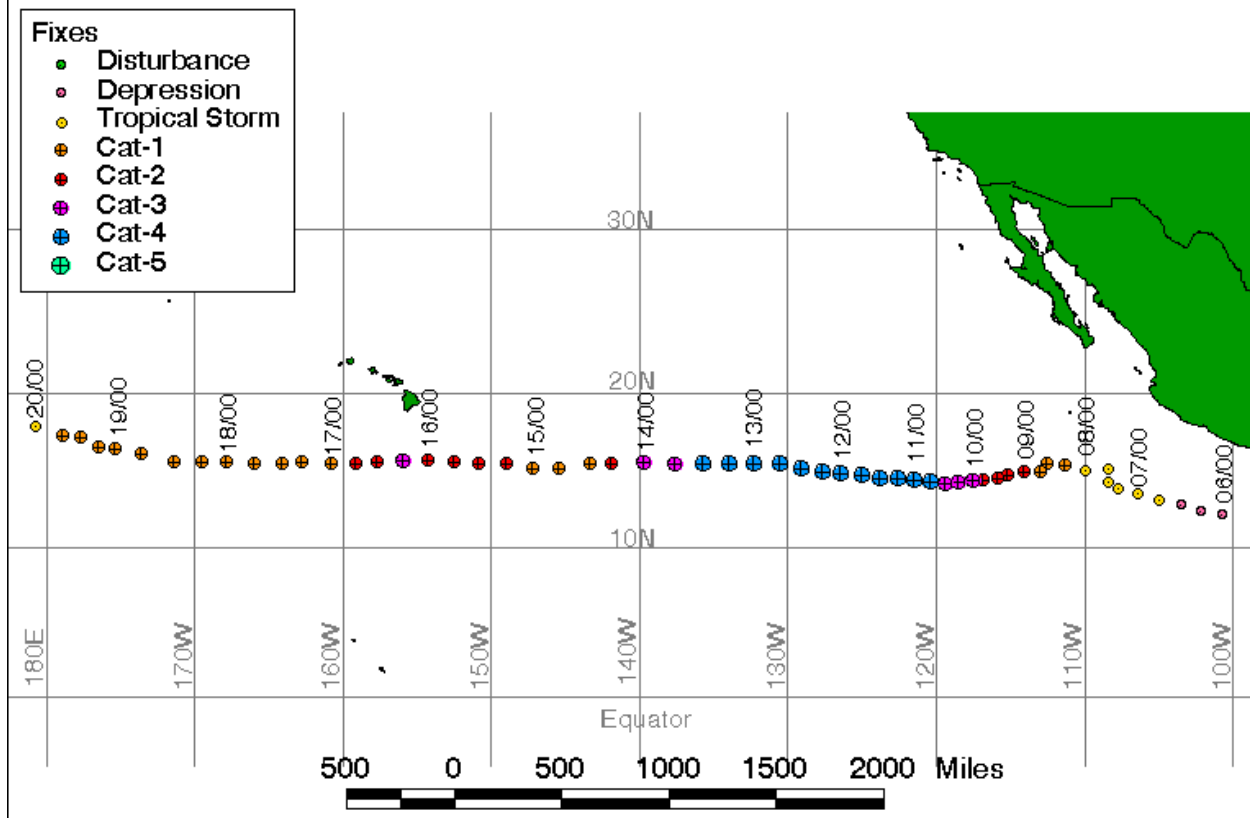 Fixes
Disturbance
Depression
Tropical Storm
Cat-1
Cat-2
Cat-3
Cat-4
Cat-5
30N
20N
20/00
19/00
18/00
17/00
16/00
15/00
14/00
13/00
12/00
11/00
10/00
09/00
08/00
07/00
06/00
10N
180E
170W
160W
150W
140W
130W
120W
110W
100W
Equator
500 0 500 1000 1500 2000 Miles